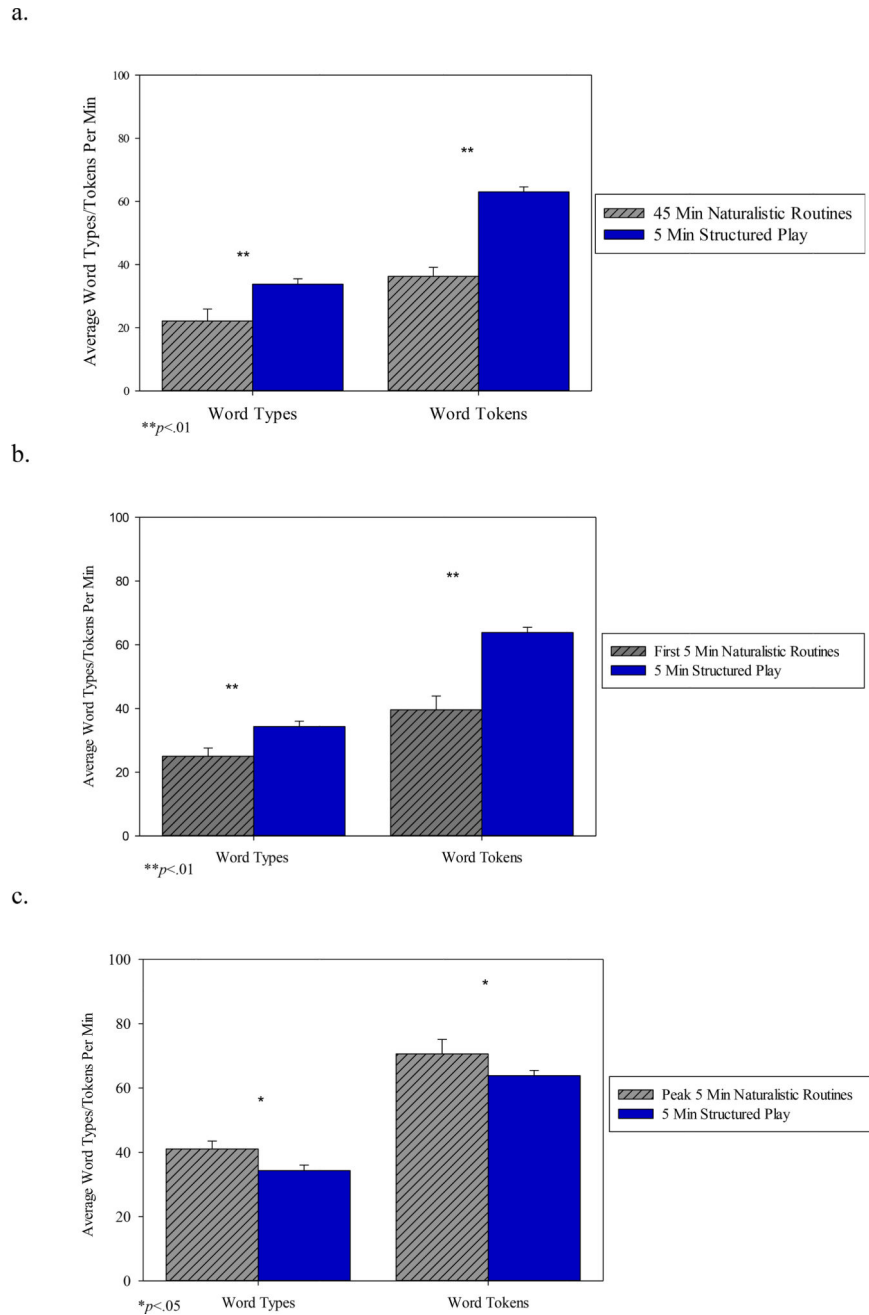 a.
100
80
60
40
20
0
Average Word Types/Tokens Per Min
**
**
Word Types
Word Tokens
**p<.01
45 Min Naturalistic Routines
5 Min Structured Play
b.
100
80
60
40
20
0
Average Word Types/Tokens Per Min
**
**
Word Types
Word Tokens
**p<.01
First 5 Min Naturalistic Routines
5 Min Structured Play
c.
100
80
60
40
20
0
Average Word Types/Tokens Per Min
*
*
Word Types
Word Tokens
*p<.05
Peak 5 Min Naturalistic Routines
5 Min Structured Play